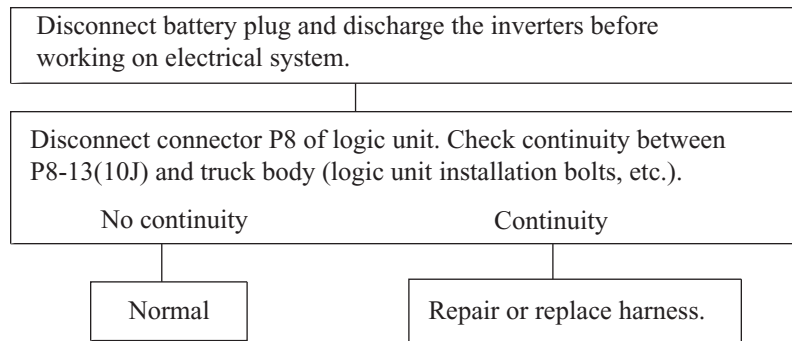 Disconnect battery plug and discharge the inverters before
working on electrical system.
Disconnect connector P8 of logic unit. Check continuity between
P8-13(10J) and truck body (logic unit installation bolts, etc.).
No continuity
Continuity
Normal
Repair or replace harness.